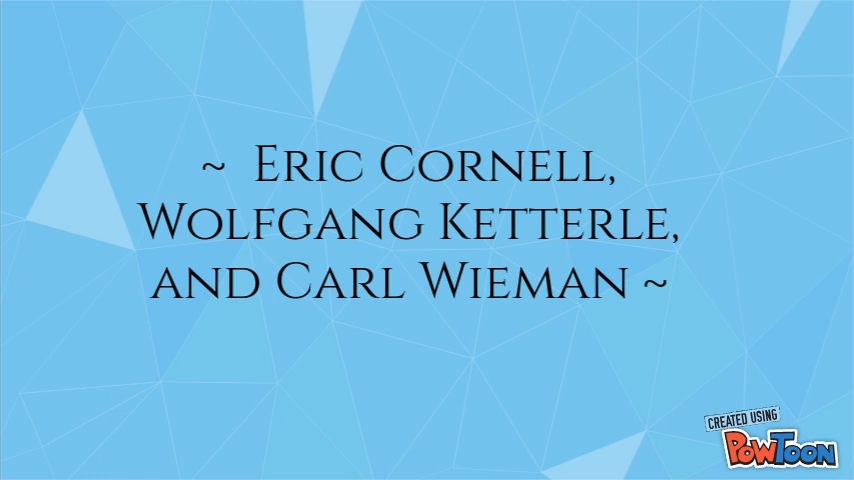 ~ Eric Cornell,
Wolfgang Ketterle,
and Carl Wieman ~
CREATED USING
PowToon